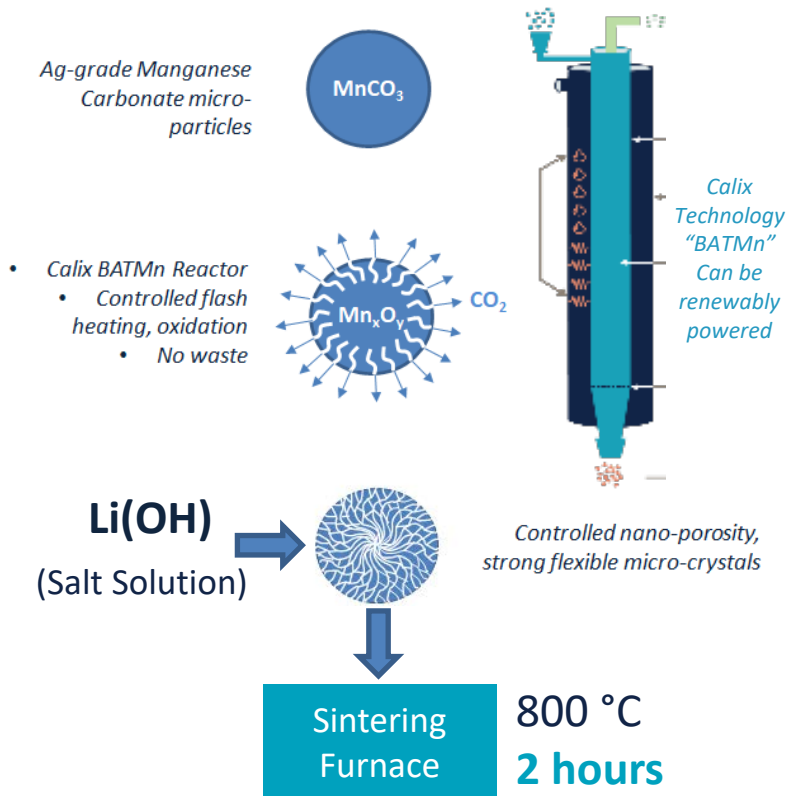 Ag-grade Manganese
Carbonate micro-
particles
MnCO₃
• Calix BATMn Reactor
• Controlled flash
heating, oxidation
• No waste
MnₓOᵧ
CO₂
Calix
Technology
“BATMn”
Can be
renewably
powered
Li(OH)
(Salt Solution)
Controlled nano-porosity,
strong flexible micro-crystals
Sintering
Furnace
800 °C
2 hours